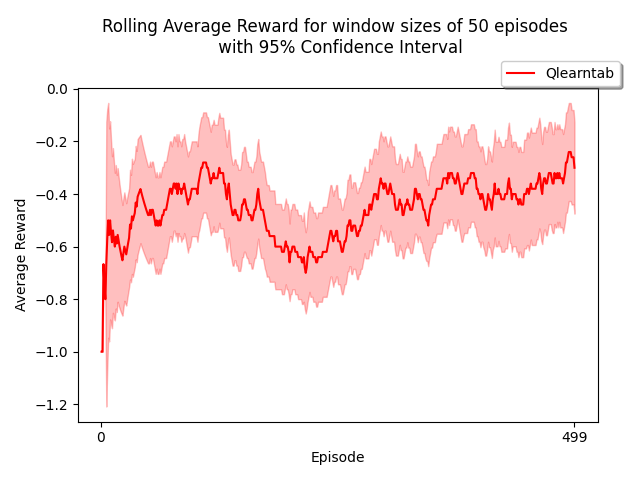 Rolling Average Reward for window sizes of 50 episodes
with 95% Confidence Interval
Qlearntab
0.0
−0.2
−0.4
−0.6
−0.8
−1.0
−1.2
Average Reward
0
499
Episode